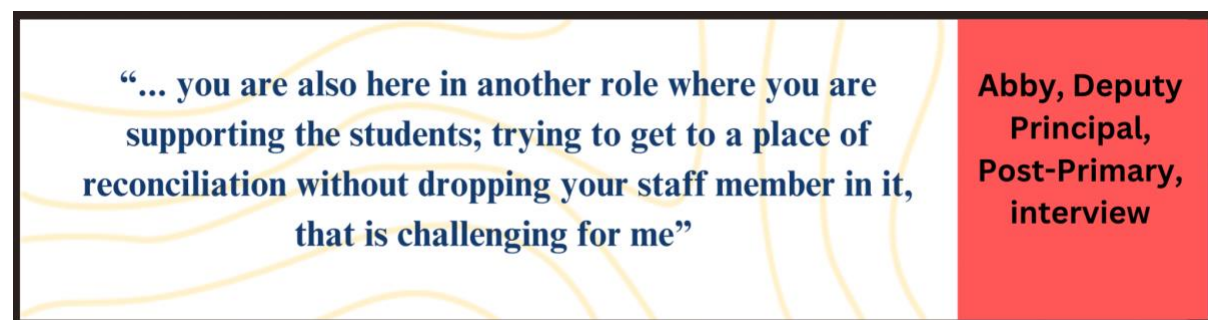 “... you are also here in another role where you are
supporting the students; trying to get to a place of
reconciliation without dropping your staff member in it,
that is challenging for me”
Abby, Deputy
Principal,
Post-Primary,
interview